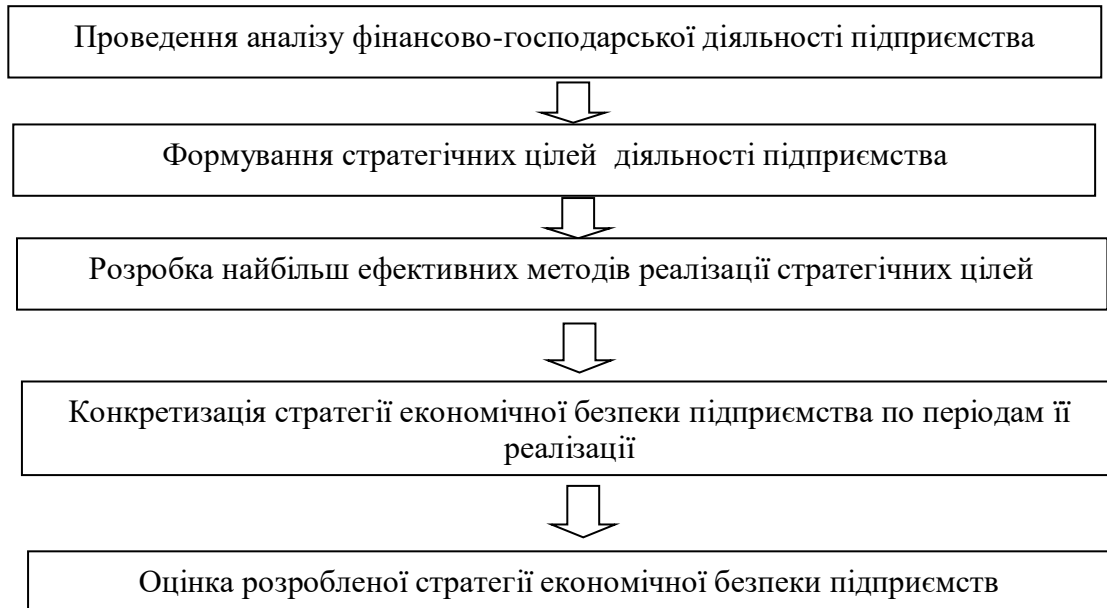 Проведення аналізу фінансово-господарської діяльності підприємства
Формування стратегічних цілей діяльності підприємства
Розробка найбільш ефективних методів реалізації стратегічних цілей
Конкретизація стратегії економічної безпеки підприємства по періодам її
реалізації
Оцінка розробленої стратегії економічної безпеки підприємств